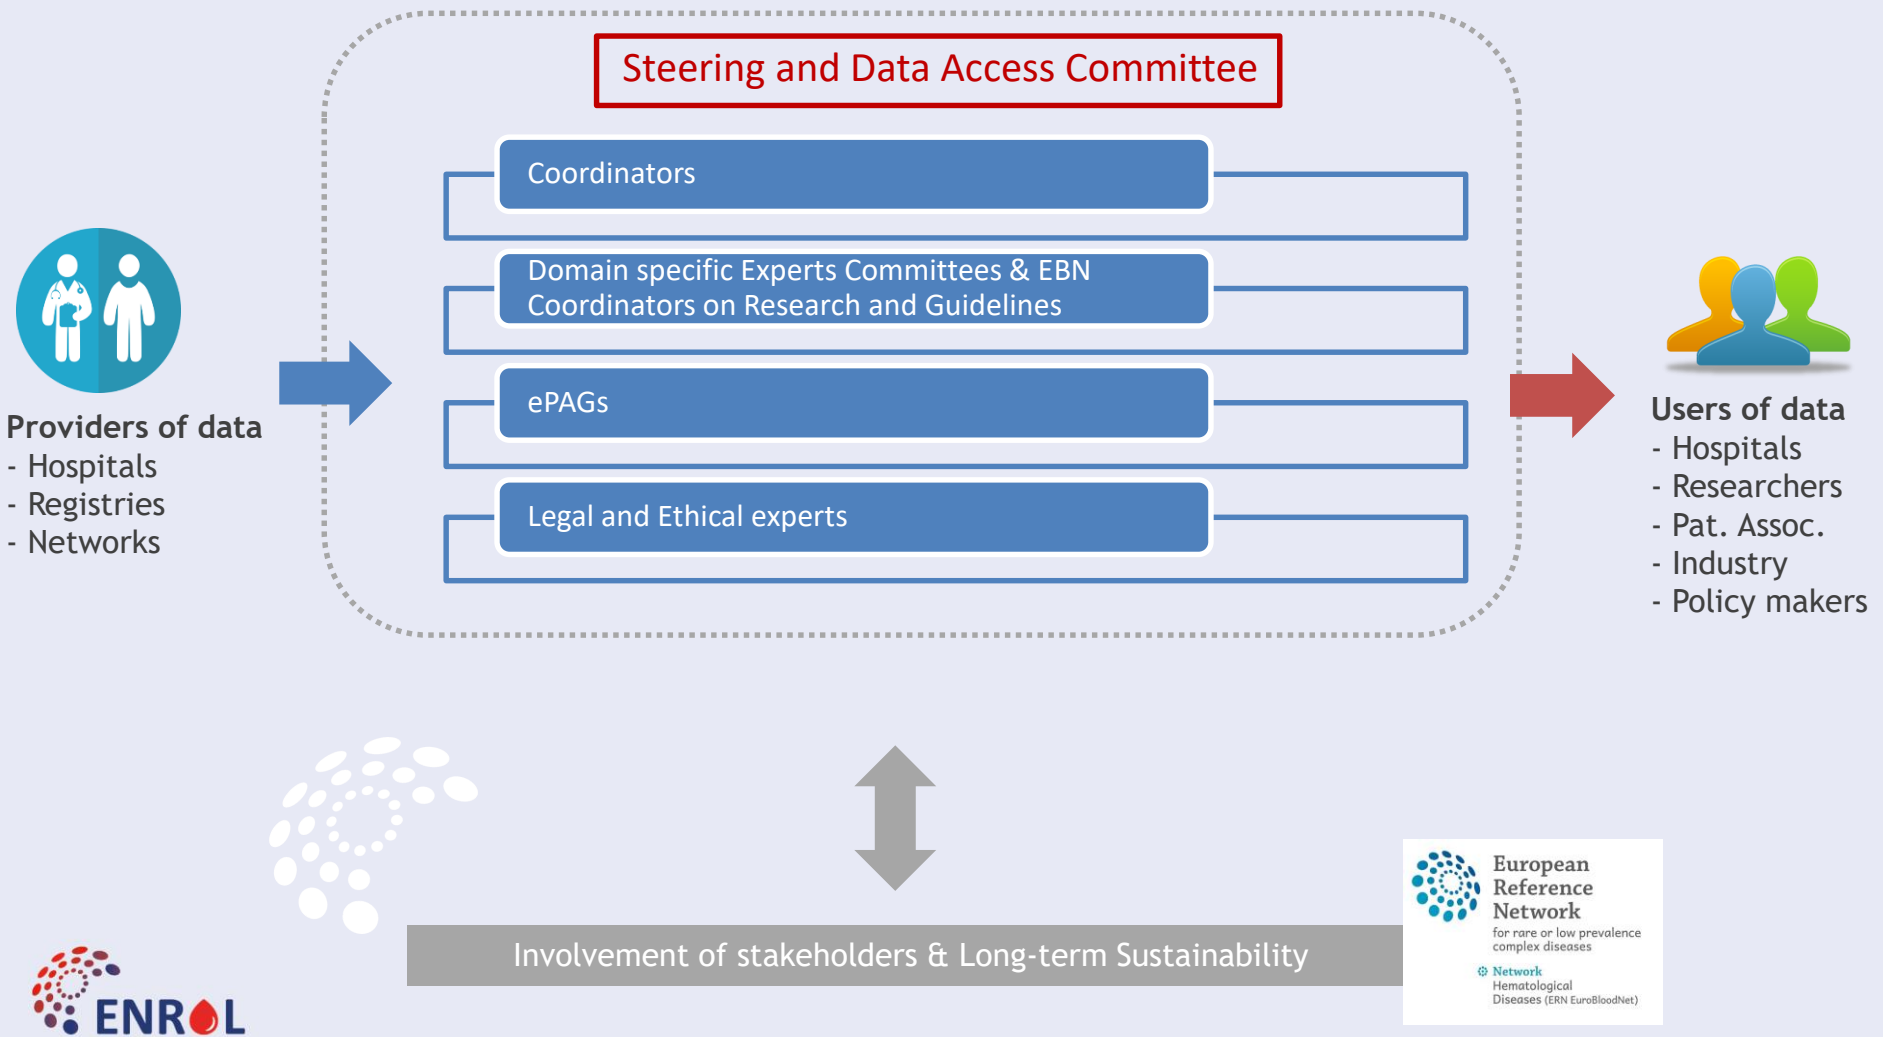 Steering and Data Access Committee
Coordinators
Domain specific Experts Committees & EBN
Coordinators on Research and Guidelines
ePAGs
Legal and Ethical experts
Providers of data
- Hospitals
- Registries
- Networks
Users of data
- Hospitals
- Researchers
- Pat. Assoc.
- Industry
- Policy makers
Involvement of stakeholders & Long-term Sustainability
European
Reference
Network
for rare or low prevalence
complex diseases
Network
Hematological
Diseases (ERN EuroBloodNet)
ENROL